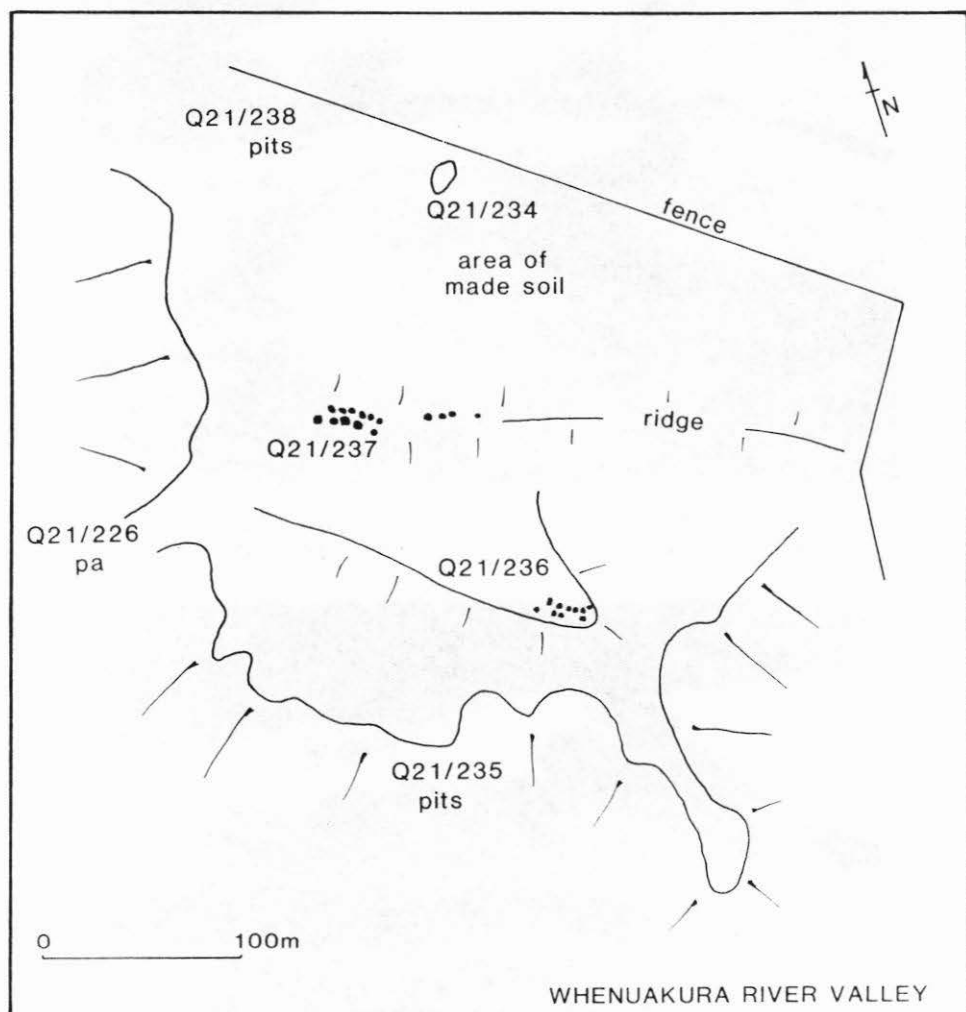 N
Q21/238
pits
Q21/234
fence
area of
made soil
ridge
Q21/237
Q21/226
pa
Q21/236
Q21/235
pits
0 100m
WHENUAKURA RIVER VALLEY